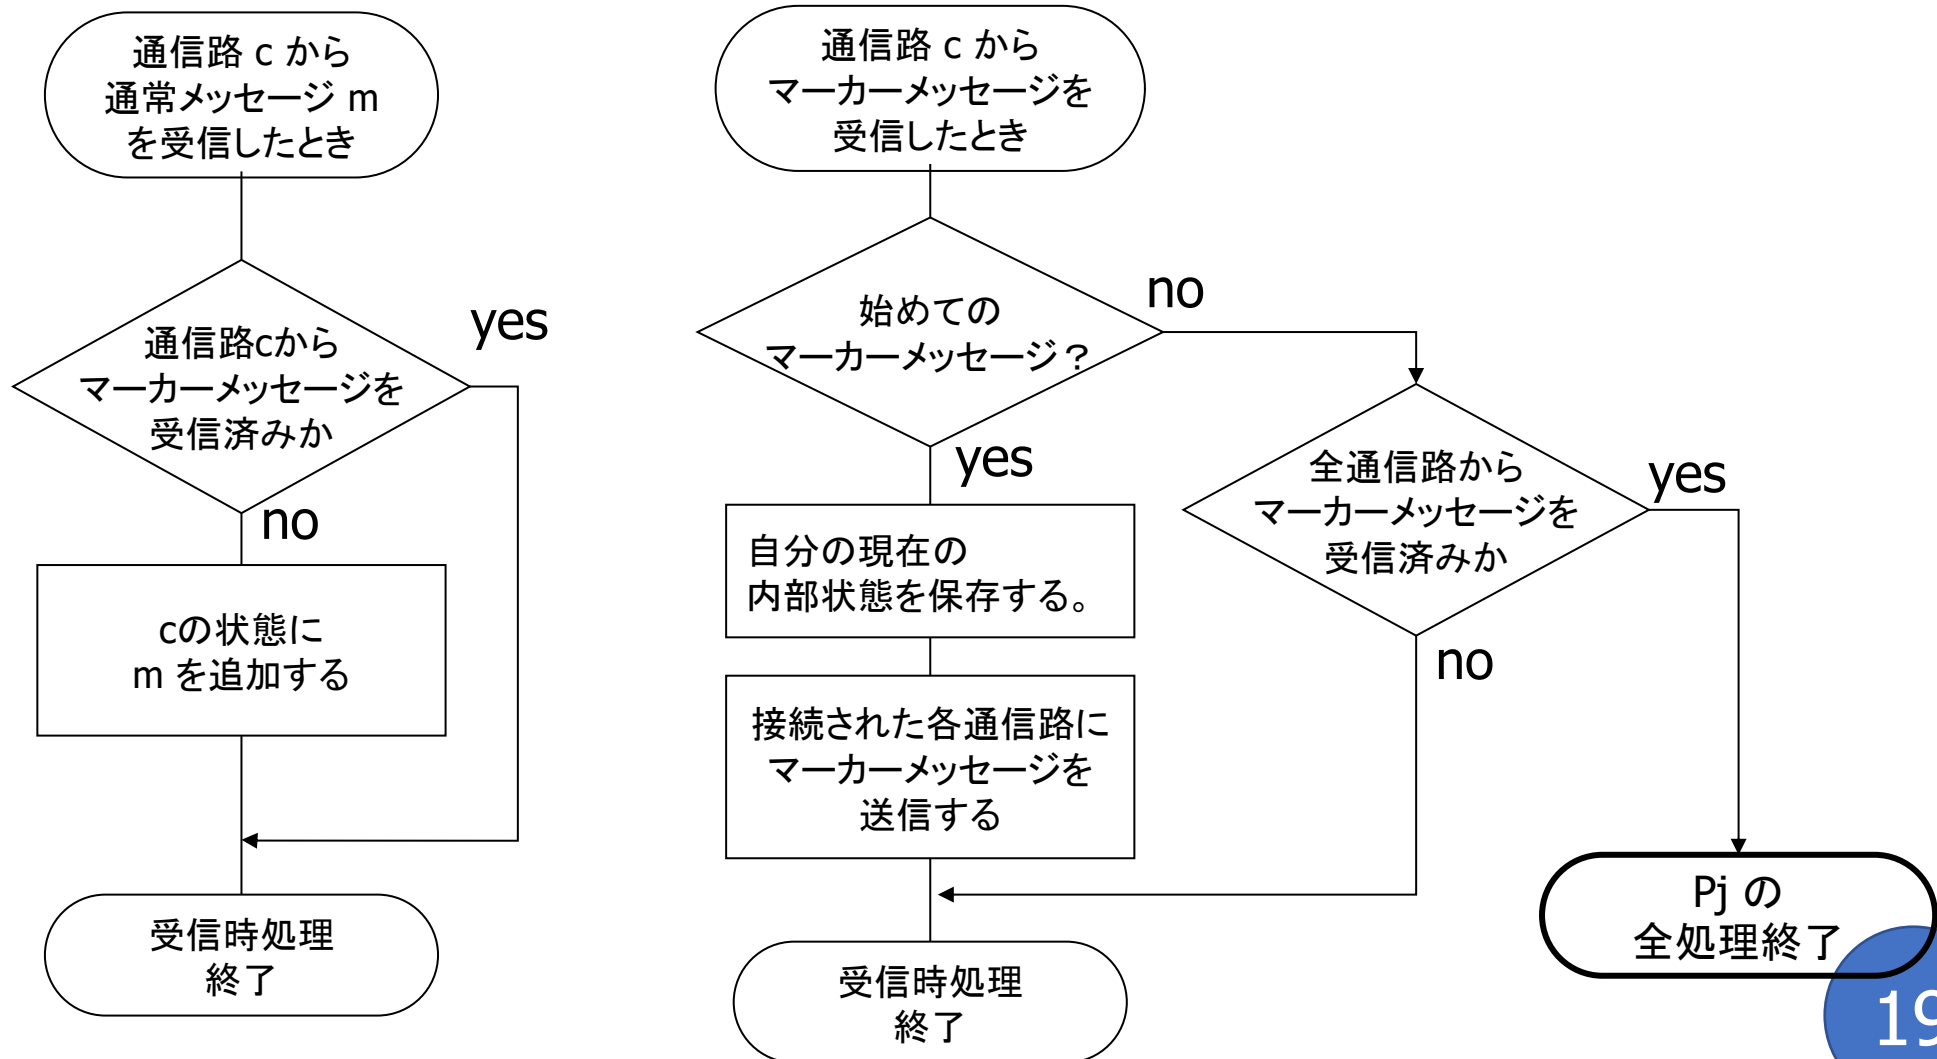 通信路 c から
通常メッセージ m
を受信したとき
通信路cから
マーカーメッセージを
受信済みか
yes
no
cの状態に
m を追加する
受信時処理
終了
通信路 c から
マーカーメッセージを
受信したとき
始めての
マーカーメッセージ？
no
yes
自分の現在の
内部状態を保存する。
接続された各通信路に
マーカーメッセージを
送信する
受信時処理
終了
全通信路から
マーカーメッセージを
受信済みか
yes
no
Pj の
全処理終了
19